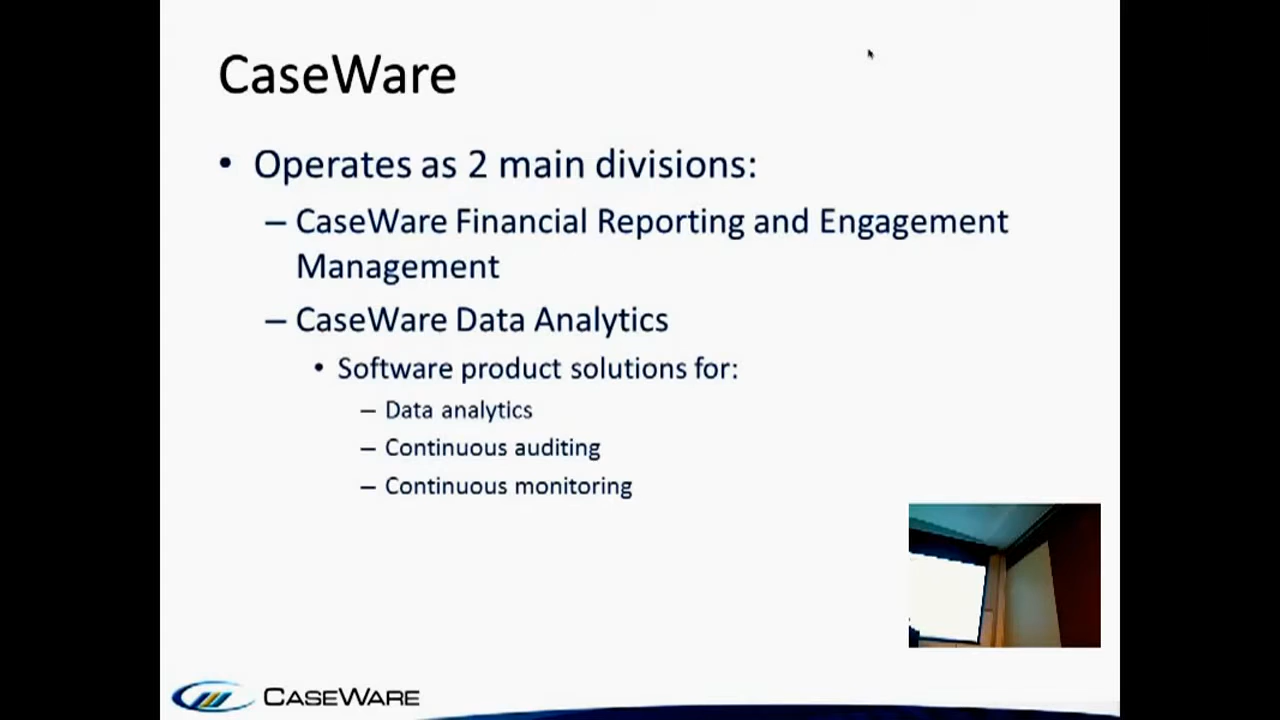 CaseWare
• Operates as 2 main divisions:
– CaseWare Financial Reporting and Engagement
Management
– CaseWare Data Analytics
• Software product solutions for:
– Data analytics
– Continuous auditing
– Continuous monitoring
CASEWARE